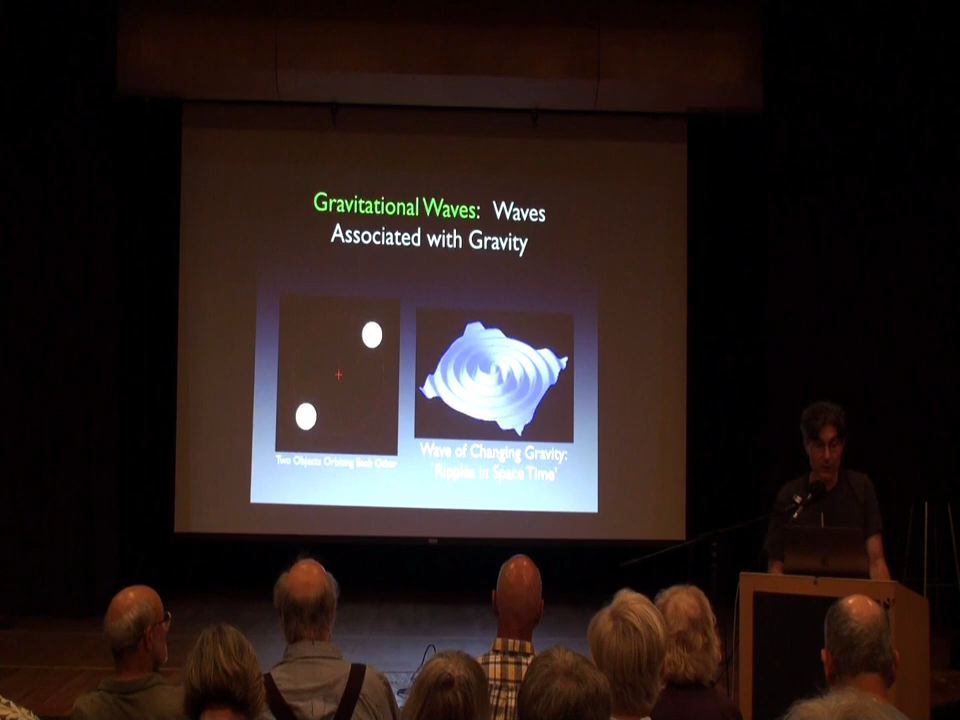 Gravitational Waves: Waves
Associated with Gravity
Two Objects Orbiting Each Other
Wave of Changing Gravity:
'Ripples in Space Time'